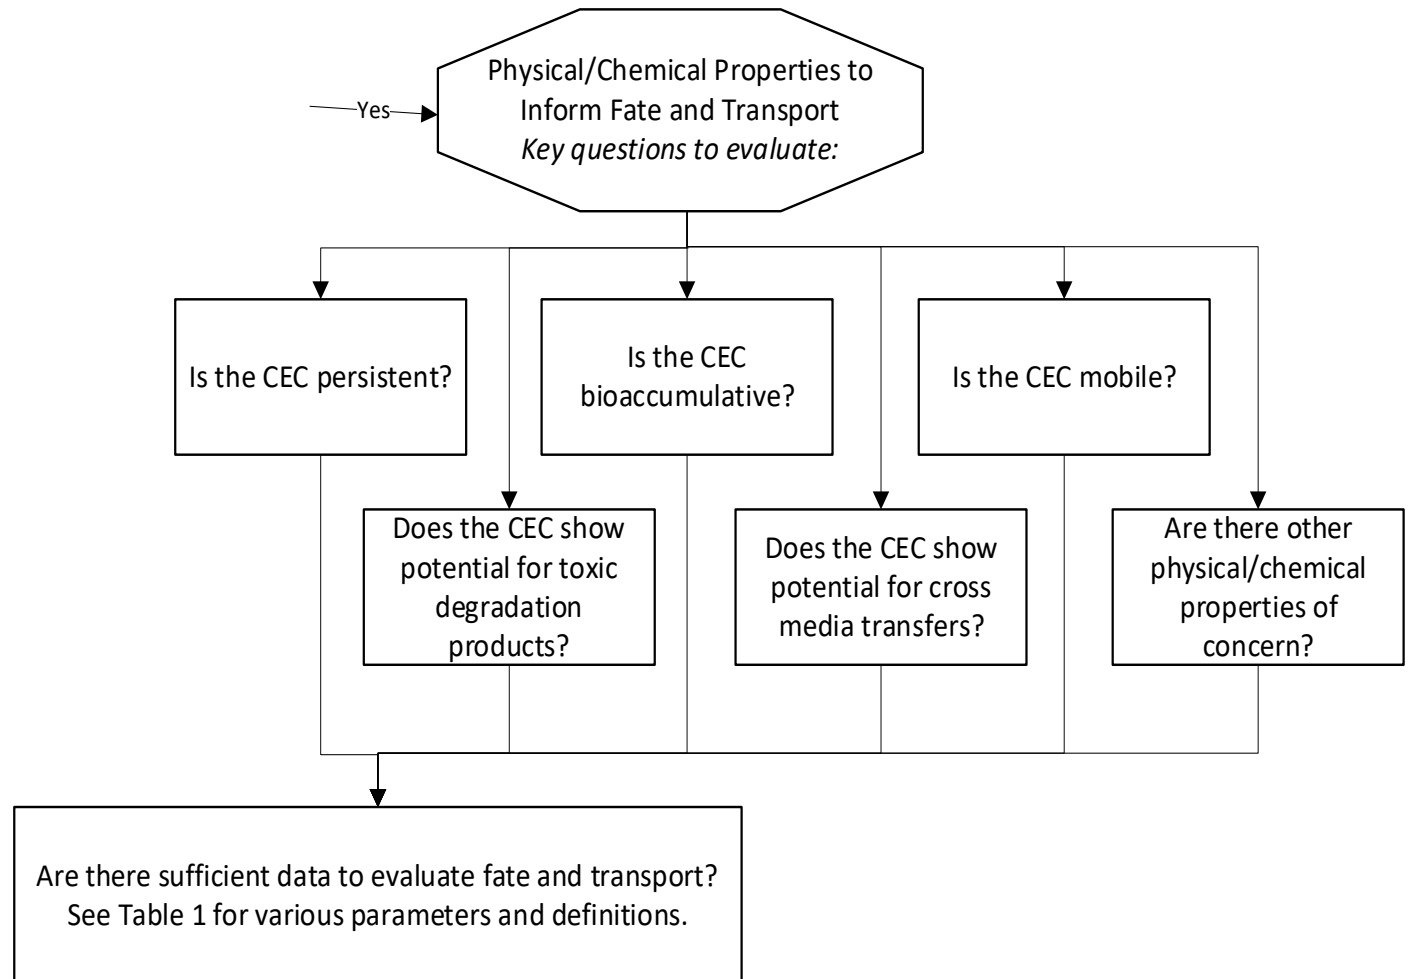 Physical/Chemical Properties to
Inform Fate and Transport
Key questions to evaluate:
Yes
Is the CEC persistent?
Is the CEC
bioaccumulative?
Is the CEC mobile?
Does the CEC show
potential for toxic
degradation
products?
Does the CEC show
potential for cross
media transfers?
Are there other
physical/chemical
properties of
concern?
Are there sufficient data to evaluate fate and transport?
See Table 1 for various parameters and definitions.